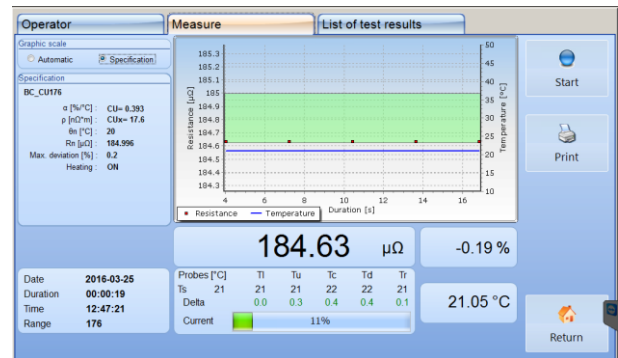 Operator
Measure
List of test results
Graphic scale
Automatic
Specification
Specification
BC_CU176
α [%/°C] : CU= 0.393
ρ [nΩ*m] : CUx= 17.6
θn [°C] : 20
Rn [µΩ] : 184.996
Max. deviation [%] : 0.2
Heating : ON
185.3
185.2
185.1
185
184.9
184.8
184.7
184.6
184.5
184.4
184.3
Resistance [µΩ]
50
45
40
35
30
25
20
15
10
Temperature [°C]
4 6 8 10 12 14 16
Duration [s]
Resistance Temperature
Start
Print
184.63 µΩ
-0.19 %
Date 2016-03-25
Duration 00:00:19
Time 12:47:21
Range 176
Probes [°C] Tl Tu Tc Td Tr
Ts 21 21 21 22 22 21
Delta 0.0 0.3 0.4 0.4 0.1
Current 11%
21.05 °C
Return